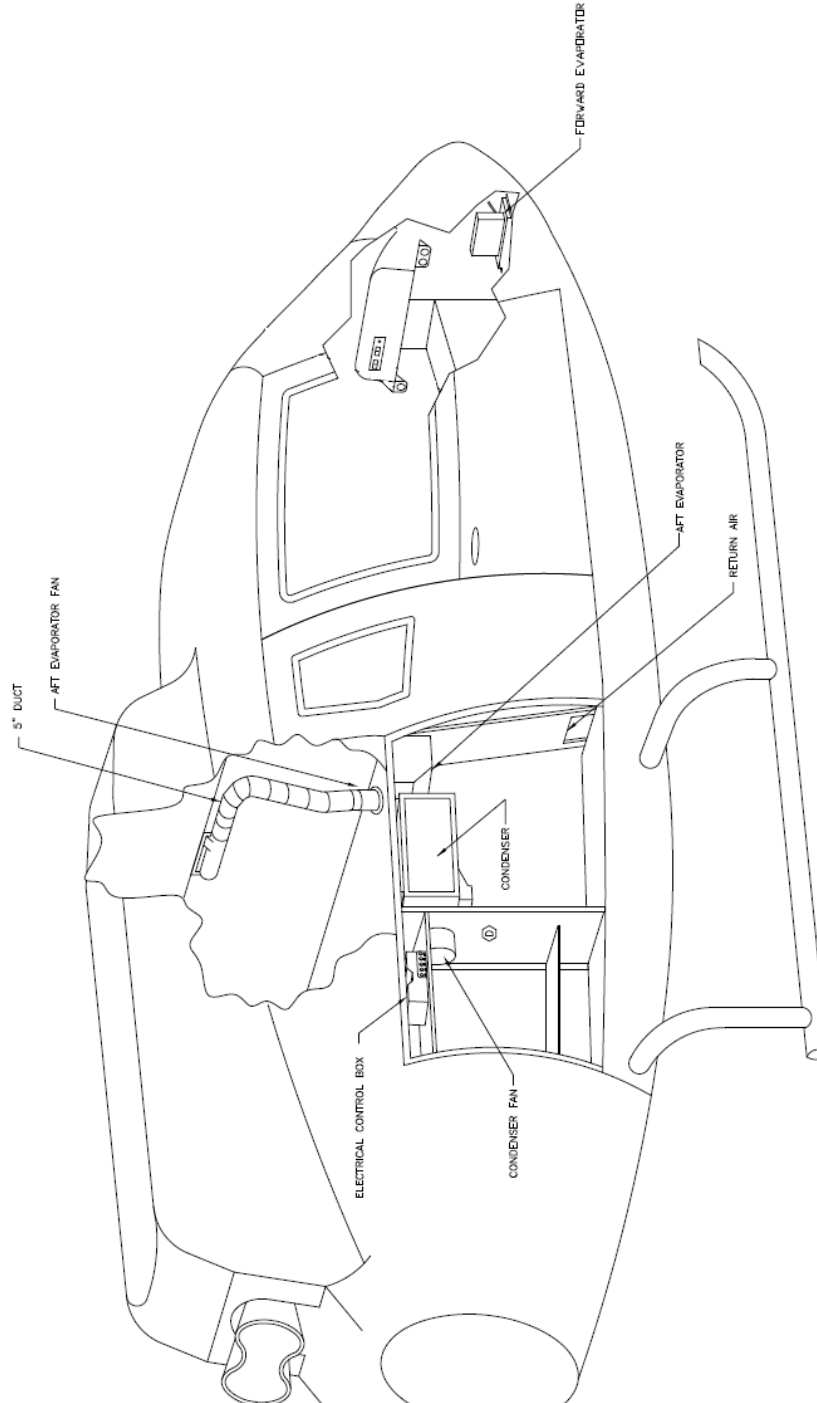 5" DUCT
AFT EVAPORATOR FAN
FORWARD EVAPORATOR
AFT EVAPORATOR
RETURN AIR
CONDENSER
D
ELECTRICAL CONTROL BOX
CONDENSER FAN